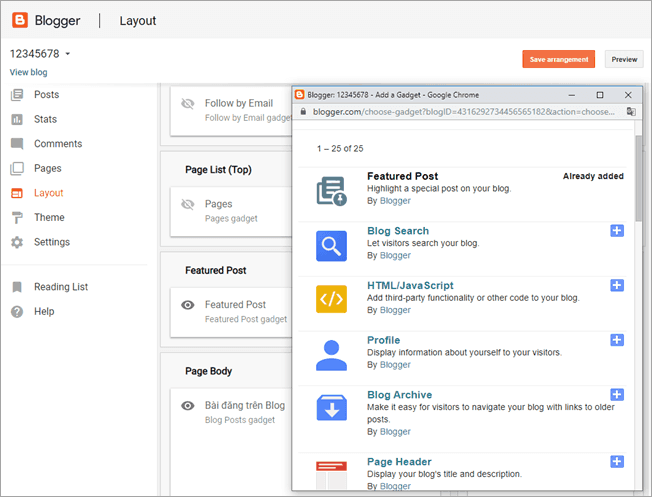 Blogger
Layout
12345678
View blog
Save arrangement
Preview
Posts
Stats
Comments
Pages
Layout
Theme
Settings
Reading List
Help
Follow by Email
Follow by Email gadget
Page List (Top)
Pages
Pages gadget
Featured Post
Featured Post
Featured Post gadget
Page Body
Bài đăng trên Blog
Blog Posts gadget
Blogger: 12345678 - Add a Gadget - Google Chrome
blogger.com/choose-gadget?blogID=4316292734456565182&action=choose...
1 – 25 of 25
Featured Post
Already added
Highlight a special post on your blog.
By Blogger
Blog Search
Let visitors search your blog.
By Blogger
HTML/JavaScript
Add third-party functionality or other code to your blog.
By Blogger
Profile
Display information about yourself to your visitors.
By Blogger
Blog Archive
Make it easy for visitors to navigate your blog with links to older
posts.
By Blogger
Page Header
Display your blog's title and description.
By Blogger